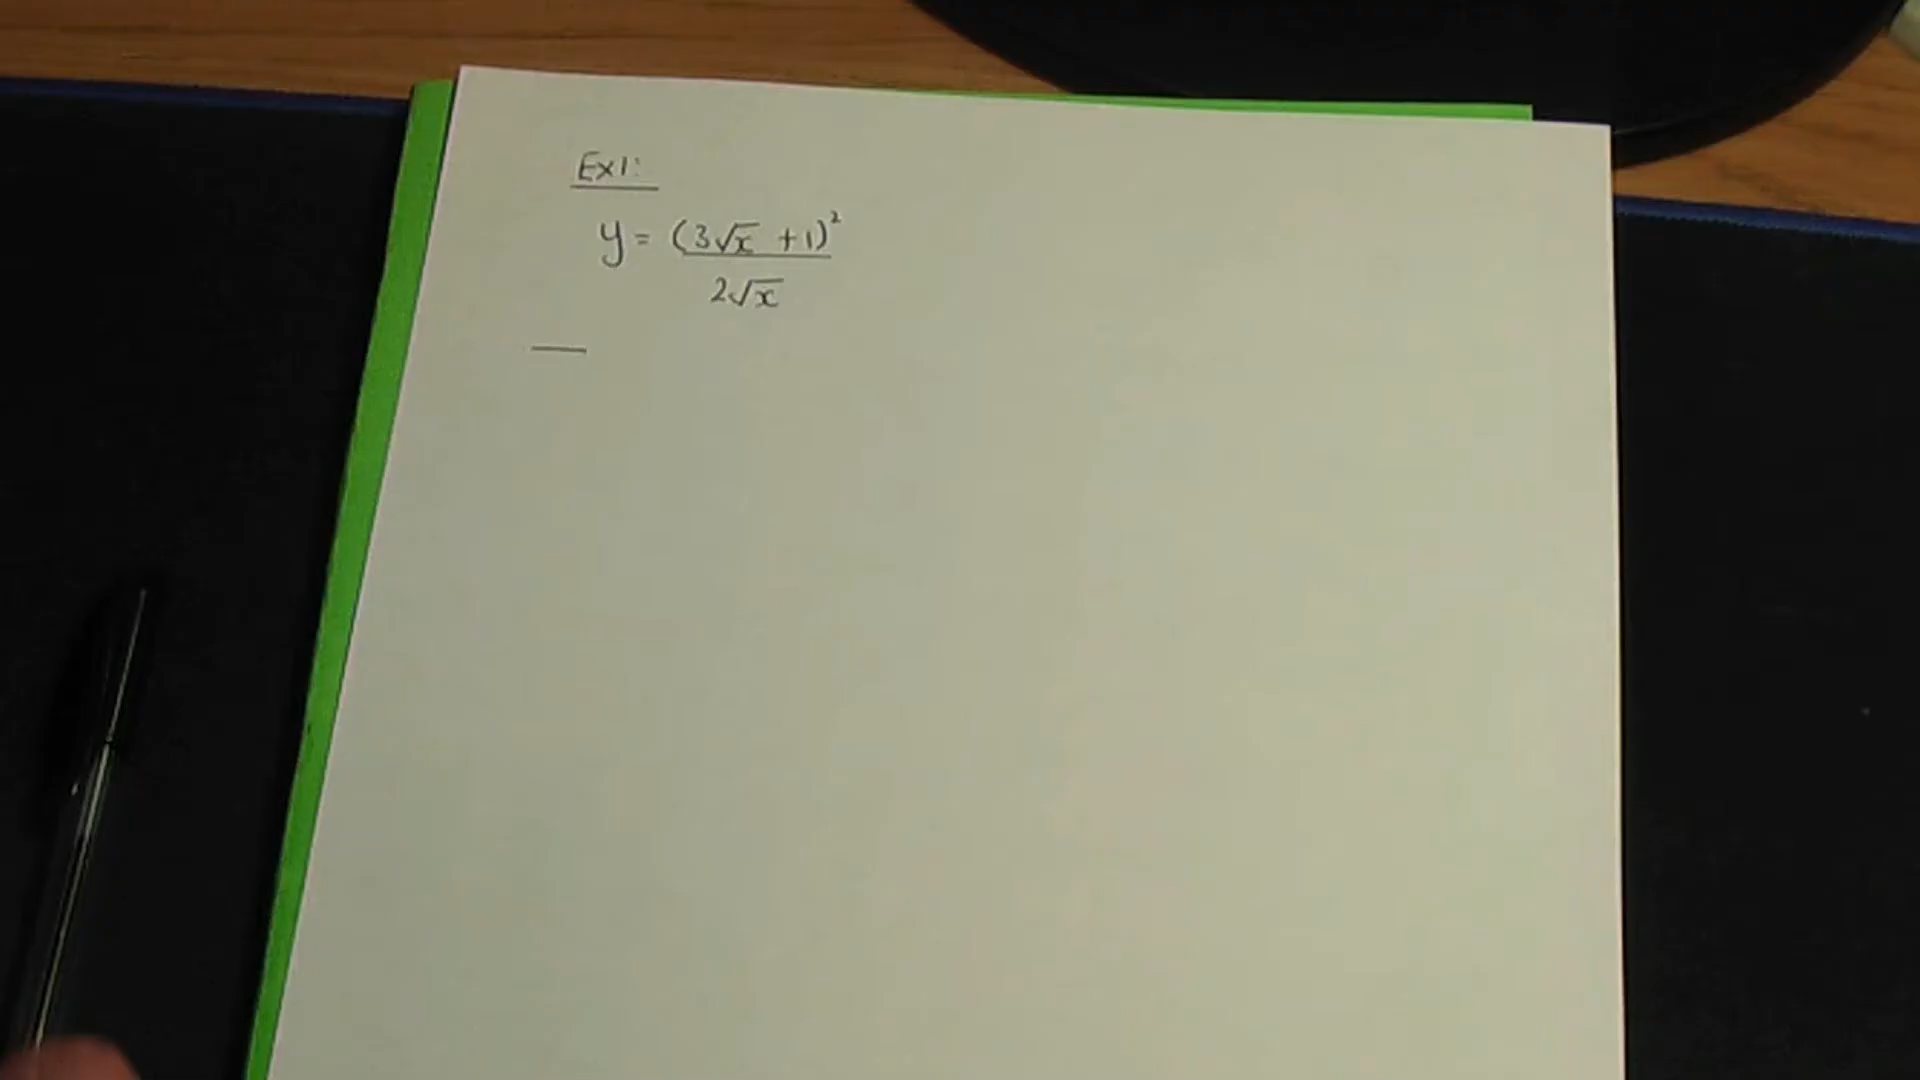 Ex1:
y = (3√x + 1)²
2√x